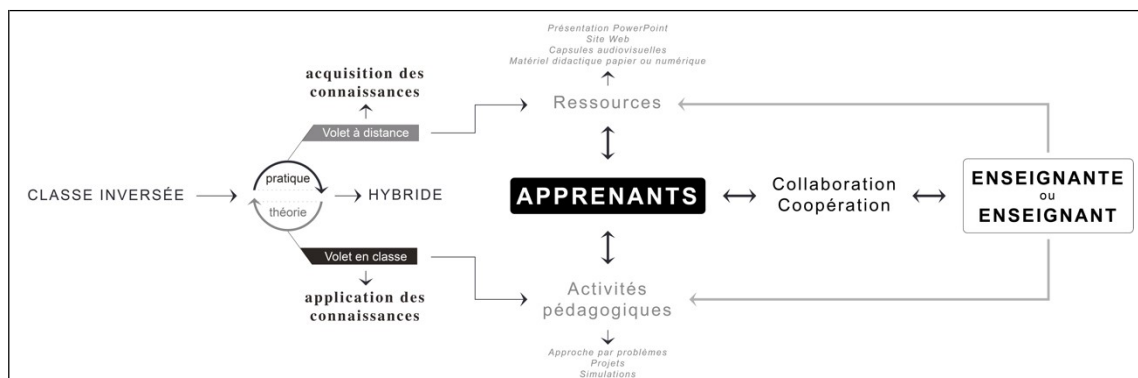 CLASSE INVERSÉE
pratique
théorie
HYBRIDE
acquisition des
connaissances
Volet à distance
Volet en classe
application des
connaissances
Présentation PowerPoint
Site Web
Capsules audiovisuelles
Matériel didactique papier ou numérique
Ressources
APPRENANTS
Activités
pédagogiques
Approche par problèmes
Projets
Simulations
Collaboration
Coopération
ENSEIGNANTE
ou
ENSEIGNANT